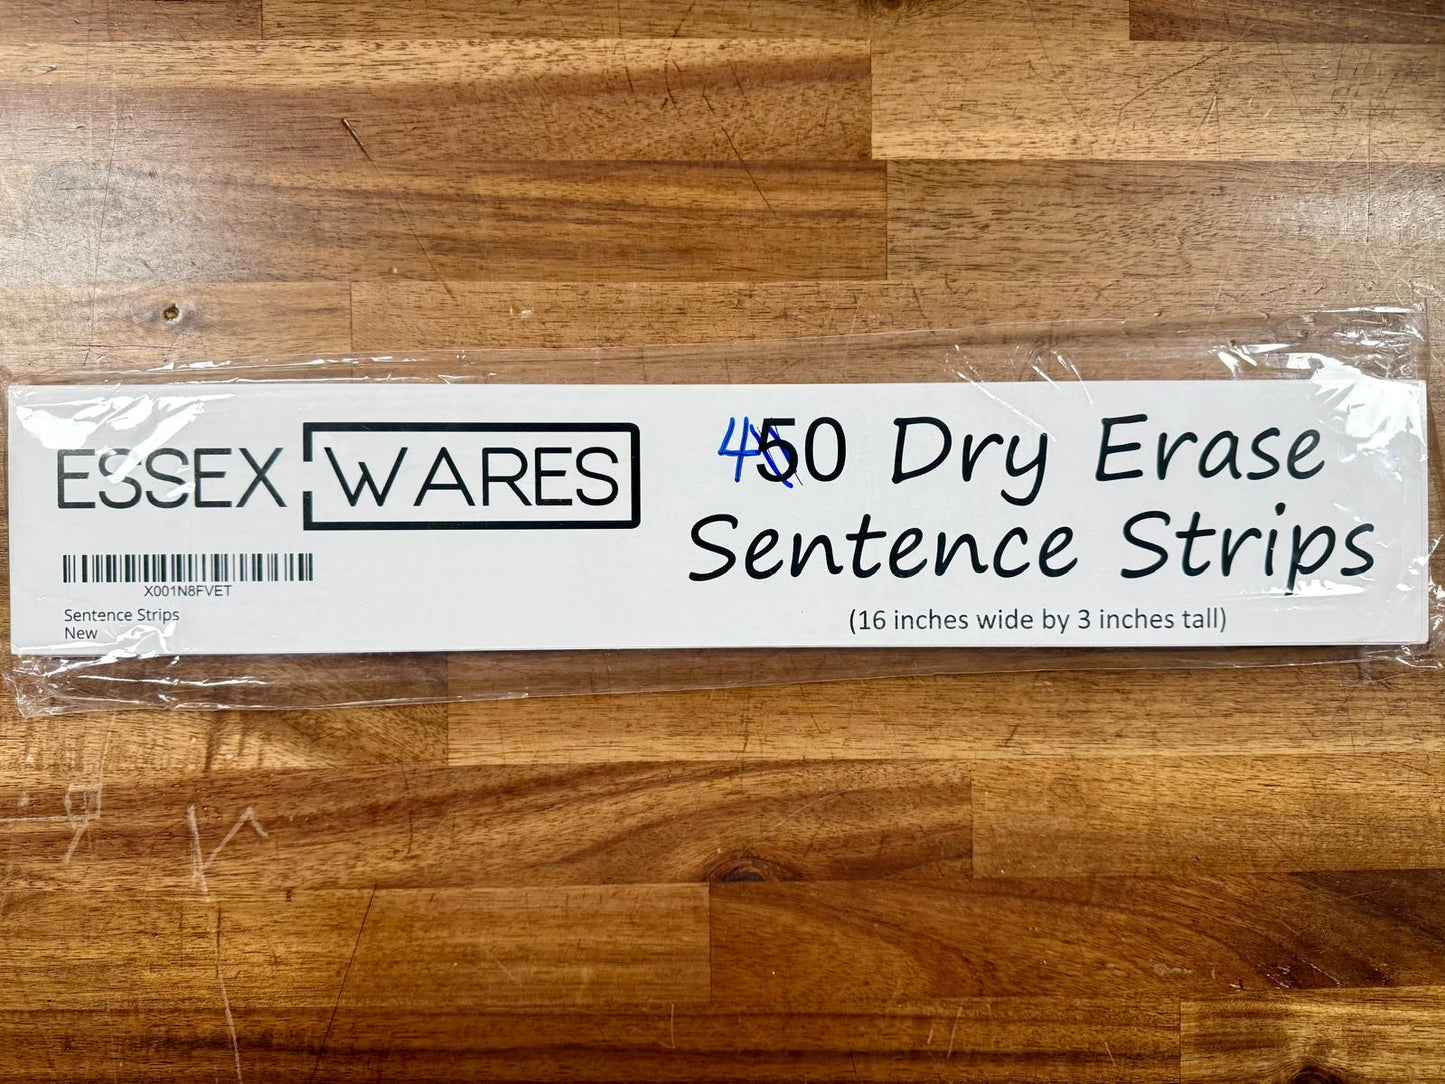 ESSEX WARES
X001N8FVET
Sentence Strips
New
450 Dry Erase
Sentence Strips
(16 inches wide by 3 inches tall)